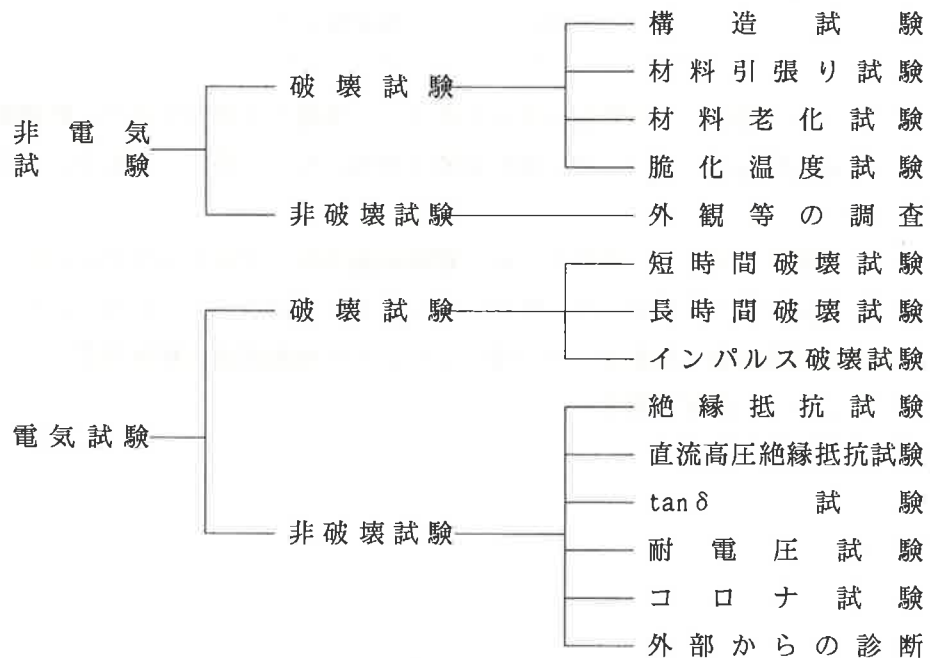 非電気
試験
破壊試験
構造試験
材料引張り試験
材料老化試験
脆化温度試験
非破壊試験
外観等の調査
電気試験
破壊試験
短時間破壊試験
長時間破壊試験
インパルス破壊試験
非破壊試験
絶縁抵抗試験
直流高圧絶縁抵抗試験
tanδ 試験
耐電圧試験
コロナ試験
外部からの診断